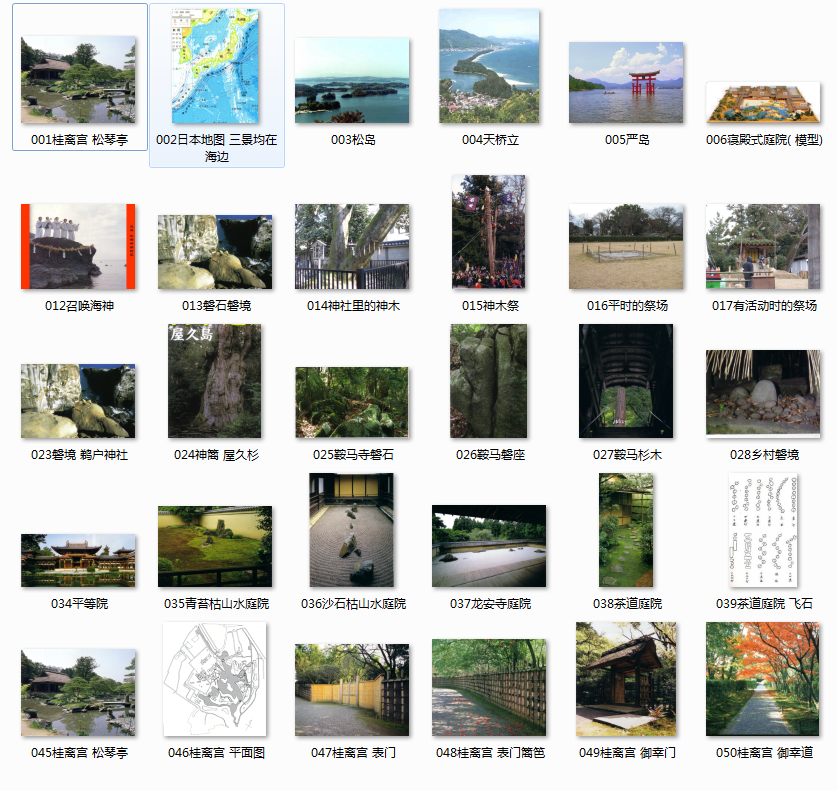 001桂离宫 松琴亭
002日本地图 三景均在
海边
003松岛
004天桥立
005严岛
006寝殿式庭院( 模型)
012召唤海神
013磐石磐境
014神社里的神木
015神木祭
016平时的祭场
017有活动时的祭场
屋久島
023磐境 鹈户神社
024神篱 屋久杉
025鞍马寺磐石
026鞍马磐座
027鞍马杉木
028乡村磐境
034平等院
035青苔枯山水庭院
036沙石枯山水庭院
037龙安寺庭院
038茶道庭院
039茶道庭院 飞石
045桂离宫 松琴亭
046桂离宫 平面图
047桂离宫 表门
048桂离宫 表门篱笆
049桂离宫 御幸门
050桂离宫 御幸道